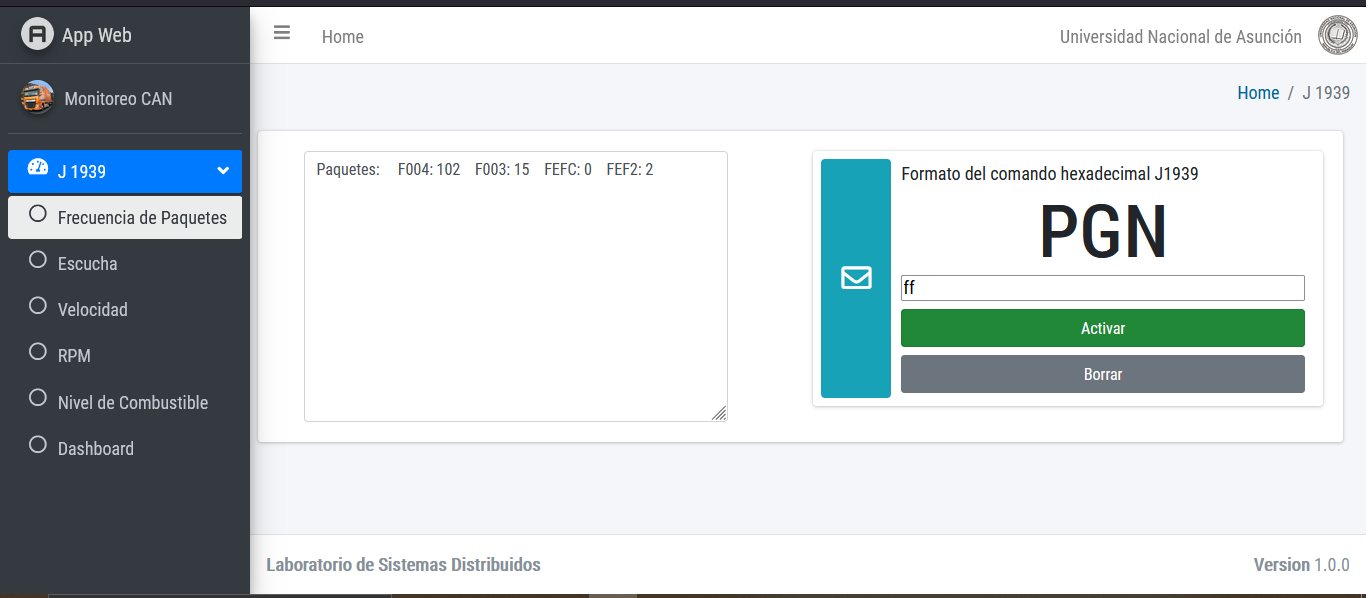 App Web
Home
Universidad Nacional de Asunción
Monitoreo CAN
Home / J 1939
J 1939
Frecuencia de Paquetes
Escucha
Velocidad
RPM
Nivel de Combustible
Dashboard
Paquetes: F004: 102 F003: 15 FEFC: 0 FEF2: 2
Formato del comando hexadecimal J1939
PGN
ff
Activar
Borrar
Laboratorio de Sistemas Distribuidos
Version 1.0.0